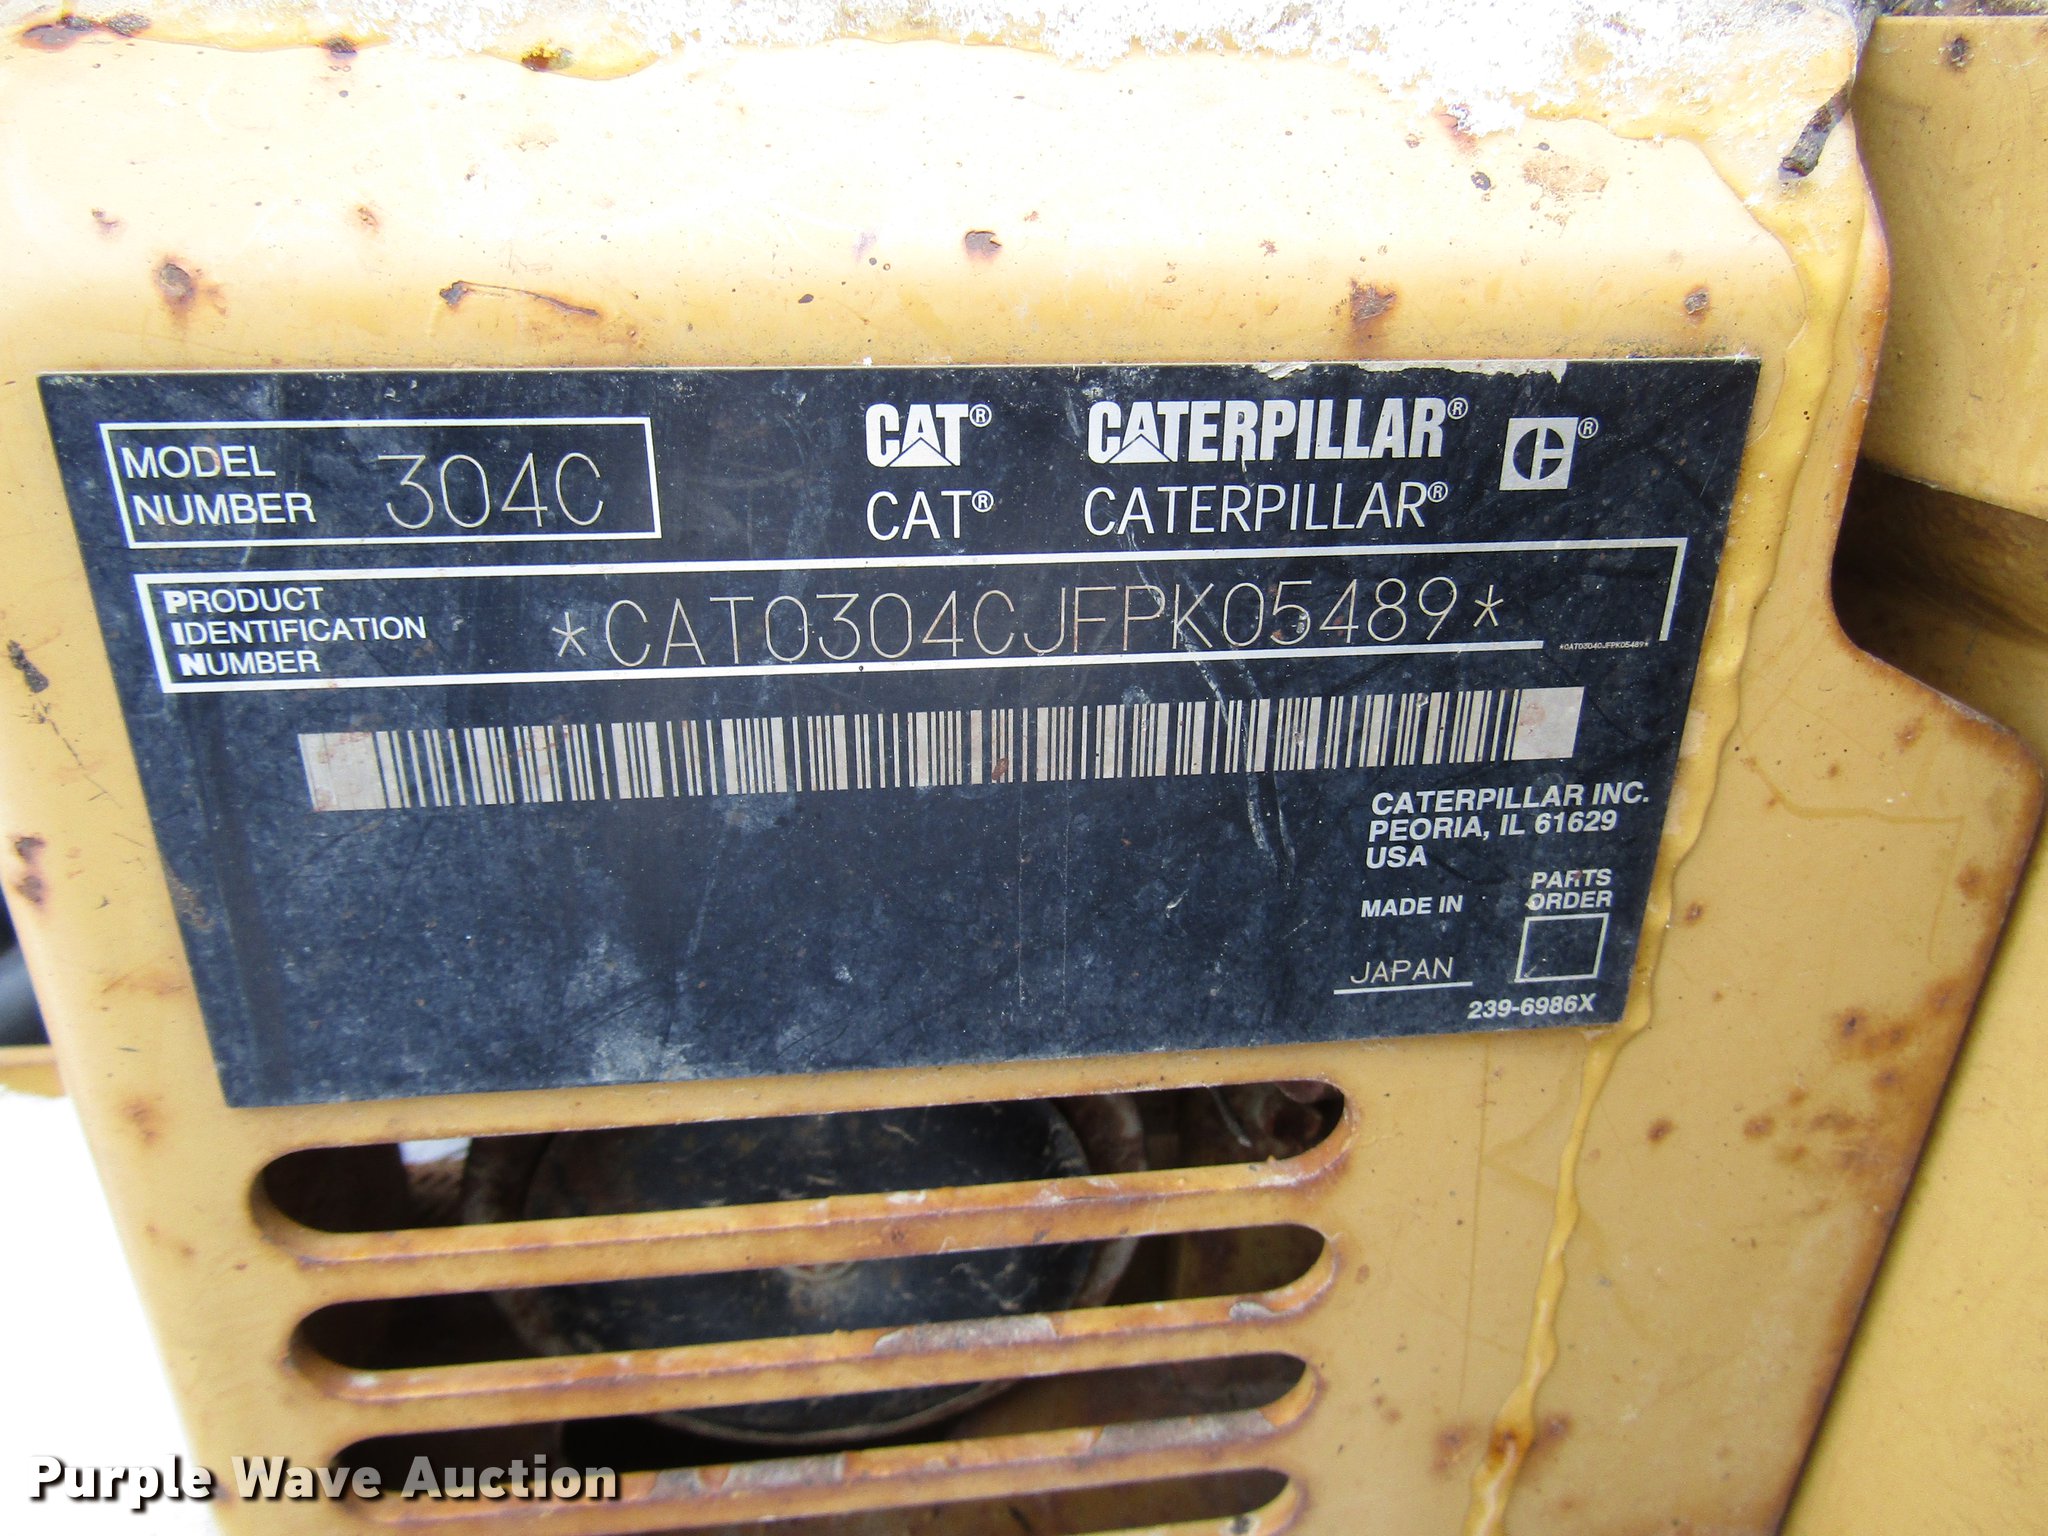 MODEL
NUMBER
304C
CAT®
CATERPILLAR®
®
CAT®
CATERPILLAR®
PRODUCT
IDENTIFICATION
NUMBER
*CAT0304CJFPK05489*
*CAT0304CJFPK05489*
CATERPILLAR INC.
PEORIA, IL 61629
USA
MADE IN
JAPAN
PARTS
ORDER
239-6986X
Purple Wave Auction